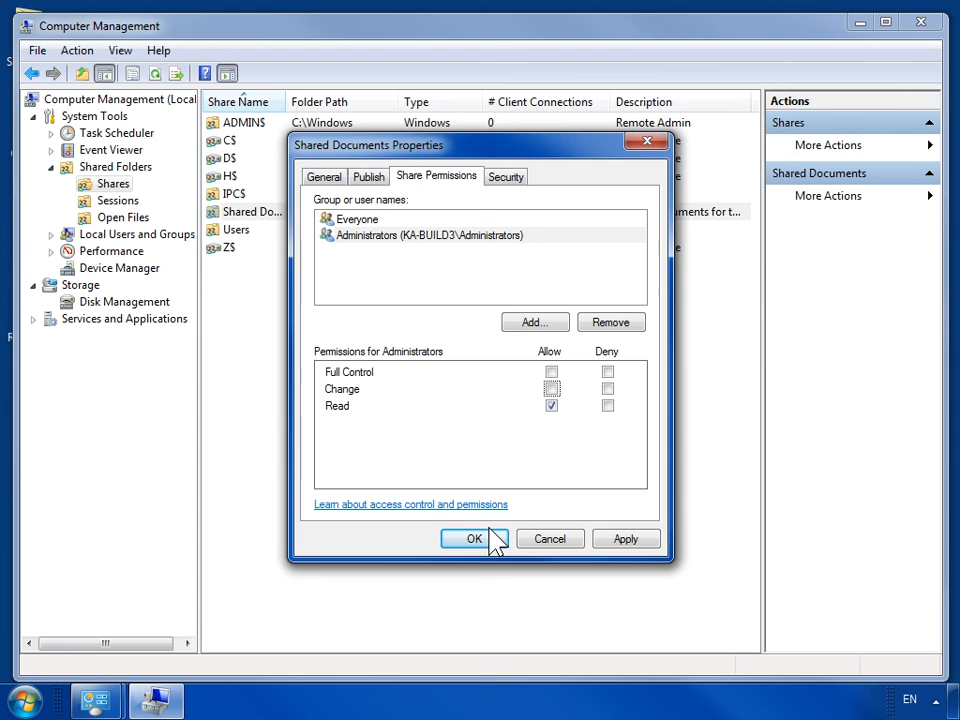 Computer Management
File Action View Help
Computer Management (Local
System Tools
Task Scheduler
Event Viewer
Shared Folders
Shares
Sessions
Open Files
Local Users and Groups
Performance
Device Manager
Storage
Disk Management
Services and Applications
Share Name Folder Path Type # Client Connections Description
ADMIN$ C:\Windows Windows 0 Remote Admin
C$
D$
H$
IPC$
Shared Do... uments for t...
Users
Z$
Actions
Shares
More Actions
Shared Documents
More Actions
Shared Documents Properties
General Publish Share Permissions Security
Group or user names:
Everyone
Administrators (KA-BUILD3\Administrators)
Add... Remove
Permissions for Administrators Allow Deny
Full Control
Change
Read
Learn about access control and permissions
OK Cancel Apply
EN